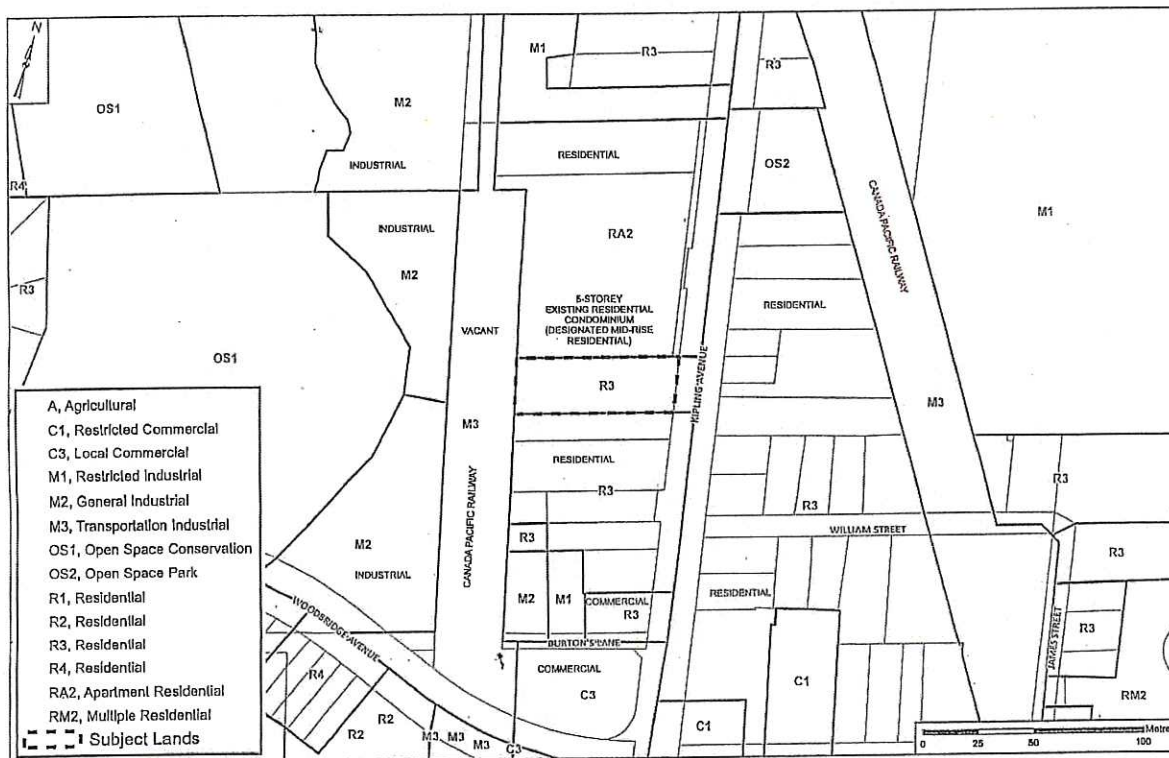 N
OS1
M2
INDUSTRIAL
M1
R3
R3
R4
RESIDENTIAL
OS2
CANADA PACIFIC RAILWAY
M1
INDUSTRIAL
M2
RA2
R3
VACANT
5-STOREY
EXISTING RESIDENTIAL
CONDOMINIUM
(DESIGNATED MID-RISE
RESIDENTIAL)
RESIDENTIAL
OS1
R3
KIPLING AVENUE
M3
M3
CANADA PACIFIC RAILWAY
RESIDENTIAL
R3
R3
R3
WILLIAM STREET
R3
R3
M2
INDUSTRIAL
M2
M1
COMMERCIAL
R3
RESIDENTIAL
BURTON'S LANE
WOODBRIDGE AVENUE
COMMERCIAL
C3
C1
C1
JAMES STREET
R3
RM2
R4
R2
R2
M3
M3
M3
C3
A, Agricultural
C1, Restricted Commercial
C3, Local Commercial
M1, Restricted Industrial
M2, General Industrial
M3, Transportation Industrial
OS1, Open Space Conservation
OS2, Open Space Park
R1, Residential
R2, Residential
R3, Residential
R4, Residential
RA2, Apartment Residential
RM2, Multiple Residential
Subject Lands
0 25 50 100